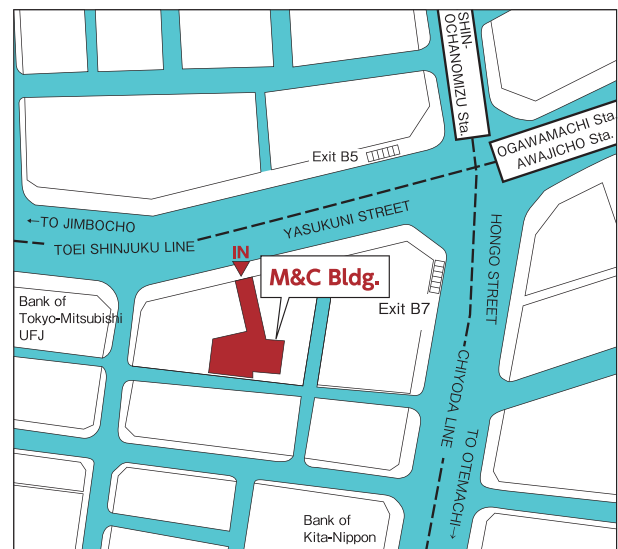 SHIN-
OCHANOMIZU Sta.
OGAWAMACHI Sta.
AWAJICHO Sta.
Exit B5
←TO JIMBOCHO
TOEI SHINJUKU LINE
YASUKUNI STREET
HONGO STREET
IN
M&C Bldg.
Bank of
Tokyo-Mitsubishi
UFJ
Exit B7
CHIYODA LINE
TO OTEMACHI→
Bank of
Kita-Nippon